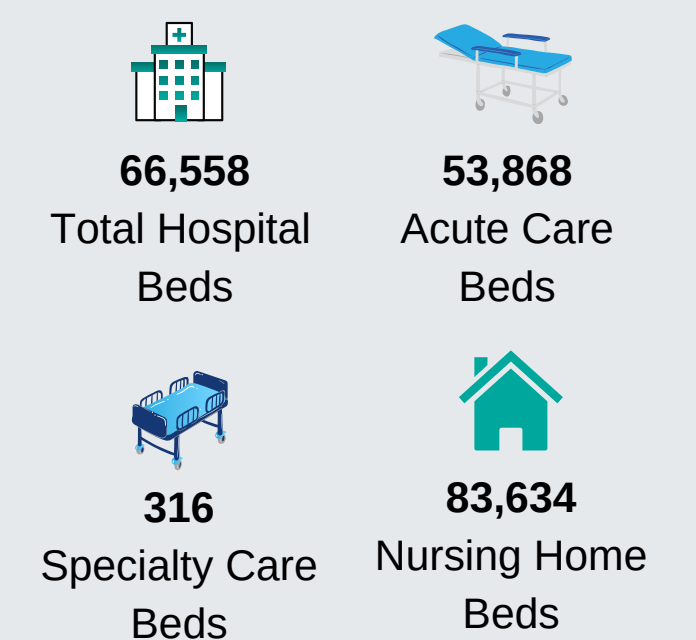 66,558
Total Hospital
Beds
53,868
Acute Care
Beds
316
Specialty Care
Beds
83,634
Nursing Home
Beds